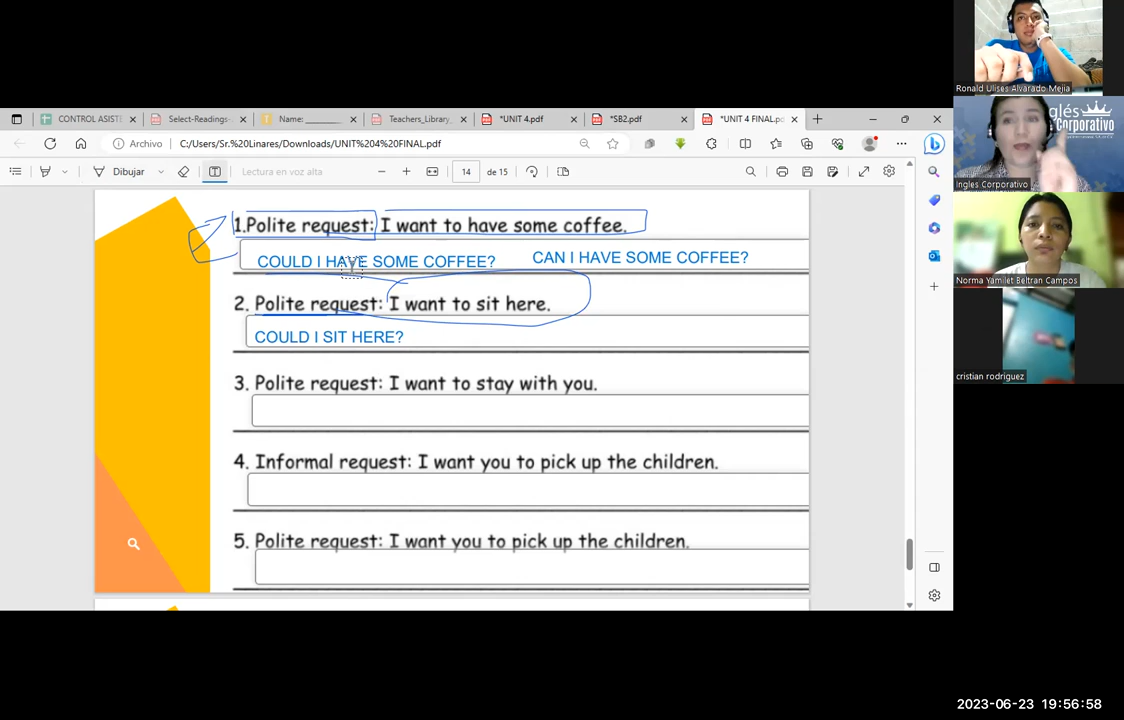 Ronald Ulises Alvarado Mejia
glés
Corporativo
Ingles Corporativo
Norma Yamilet Beltran Campos
cristian rodriguez
CONTROL ASIST
Select-Readings-
Name: ________
Teachers_Library_
*UNIT 4.pdf
*SB2.pdf
*UNIT 4 FINAL.pd
Archivo
C:/Users/Sr.%20Linares/Downloads/UNIT%204%20FINAL.pdf
Dibujar
Lectura en voz alta
14
de 15
1.Polite request: I want to have some coffee.
COULD I HAVE SOME COFFEE? CAN I HAVE SOME COFFEE?
2. Polite request: I want to sit here.
COULD I SIT HERE?
3. Polite request: I want to stay with you.
4. Informal request: I want you to pick up the children.
5. Polite request: I want you to pick up the children.
2023-06-23 19:56:58